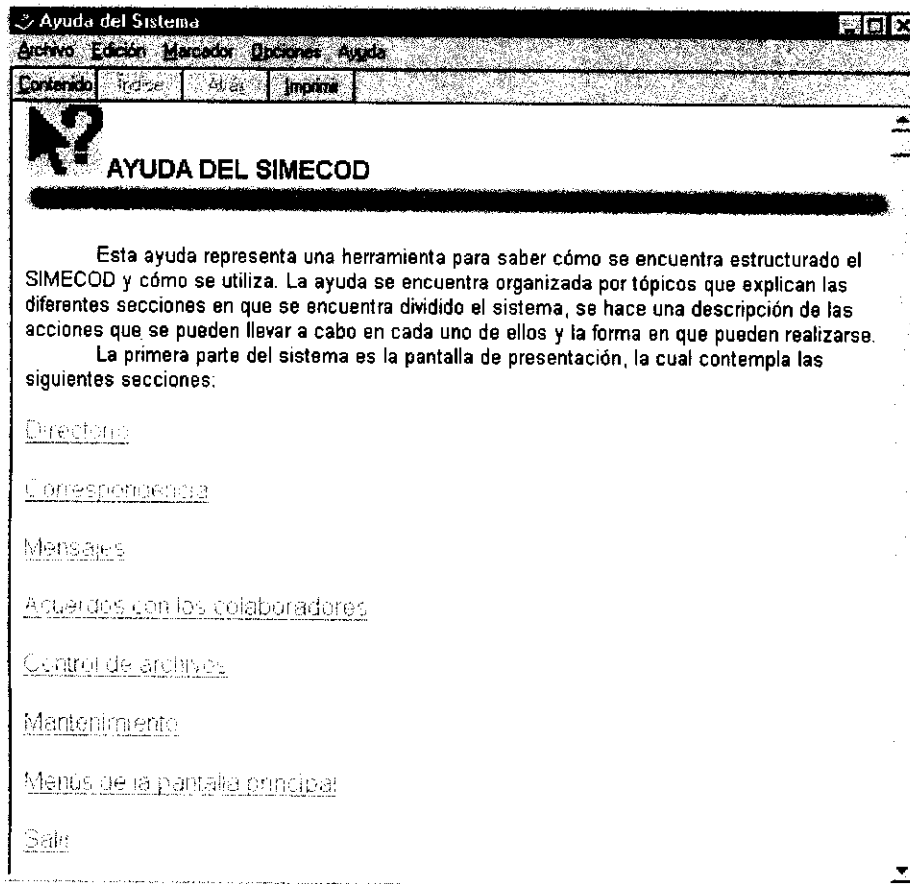 Ayuda del Sistema
Archivo Edición Marcador Opciones Ayuda
Contenido Índice Atrás Imprimir
AYUDA DEL SIMECOD
Esta ayuda representa una herramienta para saber cómo se encuentra estructurado el
SIMECOD y cómo se utiliza. La ayuda se encuentra organizada por tópicos que explican las
diferentes secciones en que se encuentra dividido el sistema, se hace una descripción de las
acciones que se pueden llevar a cabo en cada uno de ellos y la forma en que pueden realizarse.
La primera parte del sistema es la pantalla de presentación, la cual contempla las
siguientes secciones:
Directorio
Correspondencia
Mensajes
Acuerdos con los colaboradores
Control de archivos
Mantenimiento
Menús de la pantalla principal
Salir